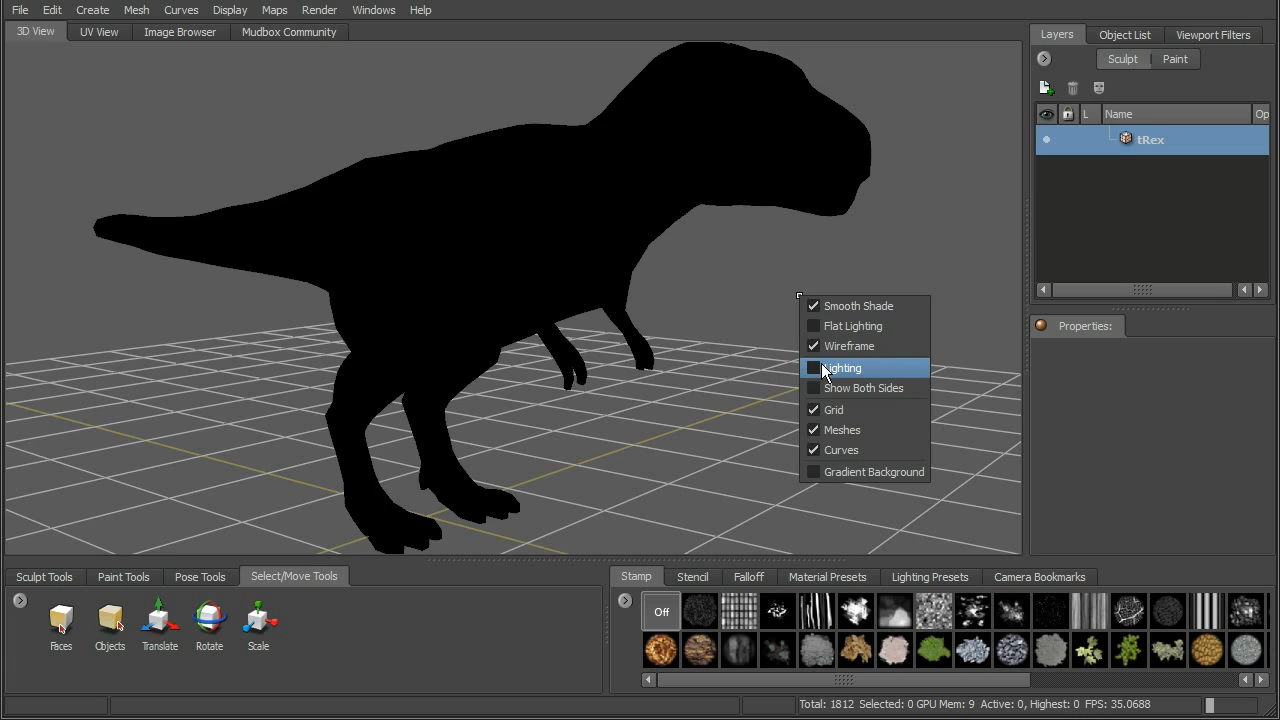 File Edit Create Mesh Curves Display Maps Render Windows Help
3D View UV View Image Browser Mudbox Community
Layers Object List Viewport Filters
Sculpt Paint
L Name Op
tRex
Properties:
Smooth Shade
Flat Lighting
Wireframe
Lighting
Show Both Sides
Grid
Meshes
Curves
Gradient Background
Sculpt Tools Paint Tools Pose Tools Select/Move Tools
Faces Objects Translate Rotate Scale
Stamp Stencil Falloff Material Presets Lighting Presets Camera Bookmarks
Off
Total: 1812 Selected: 0 GPU Mem: 9 Active: 0, Highest: 0 FPS: 35.0688